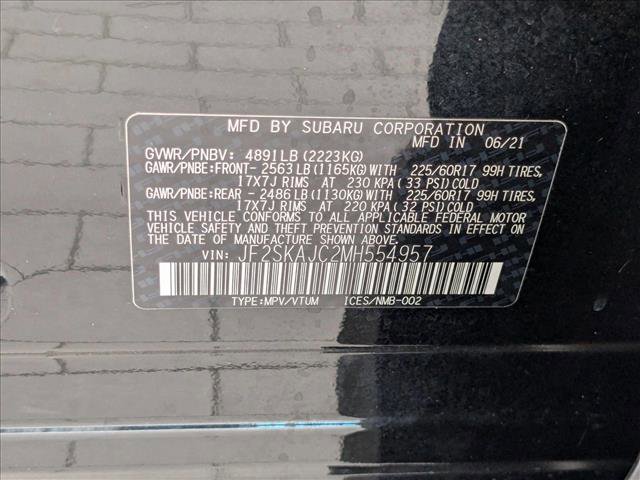 MFD BY SUBARU CORPORATION
MFD IN 06/21
GVWR/PNBV: 4891LB (2223KG)
GAWR/PNBE:FRONT-2563LB (1165KG)WITH 225/60R17 99H TIRES,
17X7J RIMS AT 230 KPA (33 PSI)COLD
GAWR/PNBE:REAR -2486LB (1130KG)WITH 225/60R17 99H TIRES,
17X7J RIMS AT 220 KPA (32 PSI)COLD
THIS VEHICLE CONFORMS TO ALL APPLICABLE FEDERAL MOTOR
VEHICLE SAFETY AND THEFT PREVENTION STANDARDS IN EFFECT
ON THE DATE OF MANUFACTURE SHOWN ABOVE.
VIN: JF2SKAJC2MH554957
TYPE:MPV/VTUM ICES/NMB-002